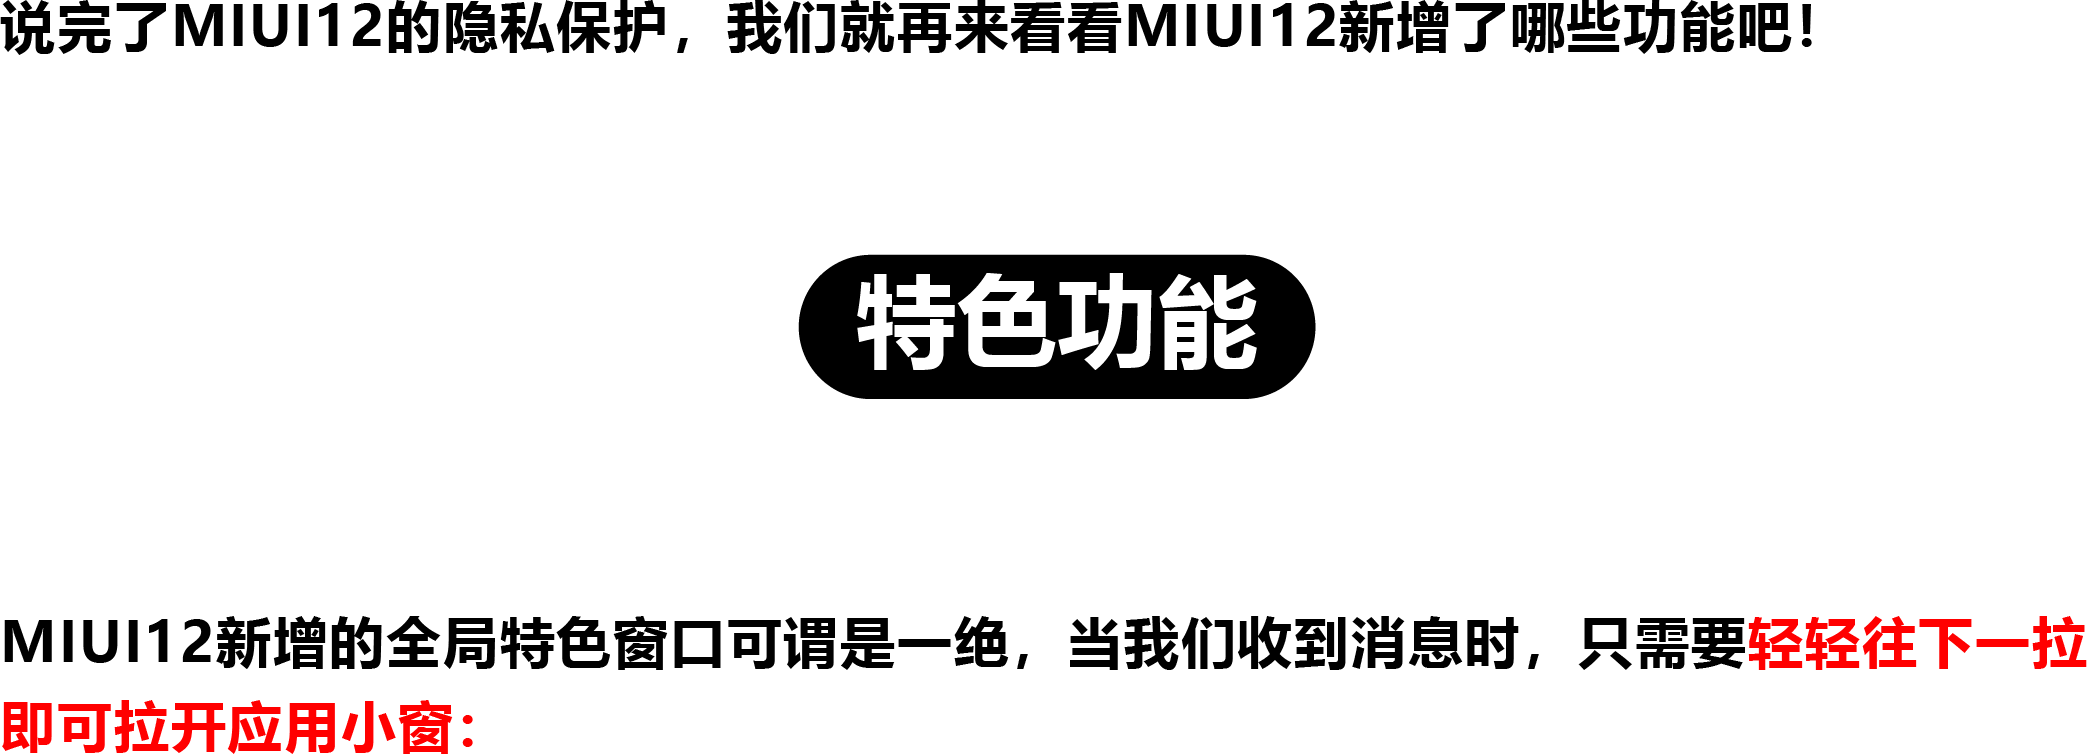 说完了MIUI12的隐私保护，我们就再来看看MIUI12新增了哪些功能吧！
特色功能
MIUI12新增的全局特色窗口可谓是一绝，当我们收到消息时，只需要轻轻往下一拉
即可拉开应用小窗：